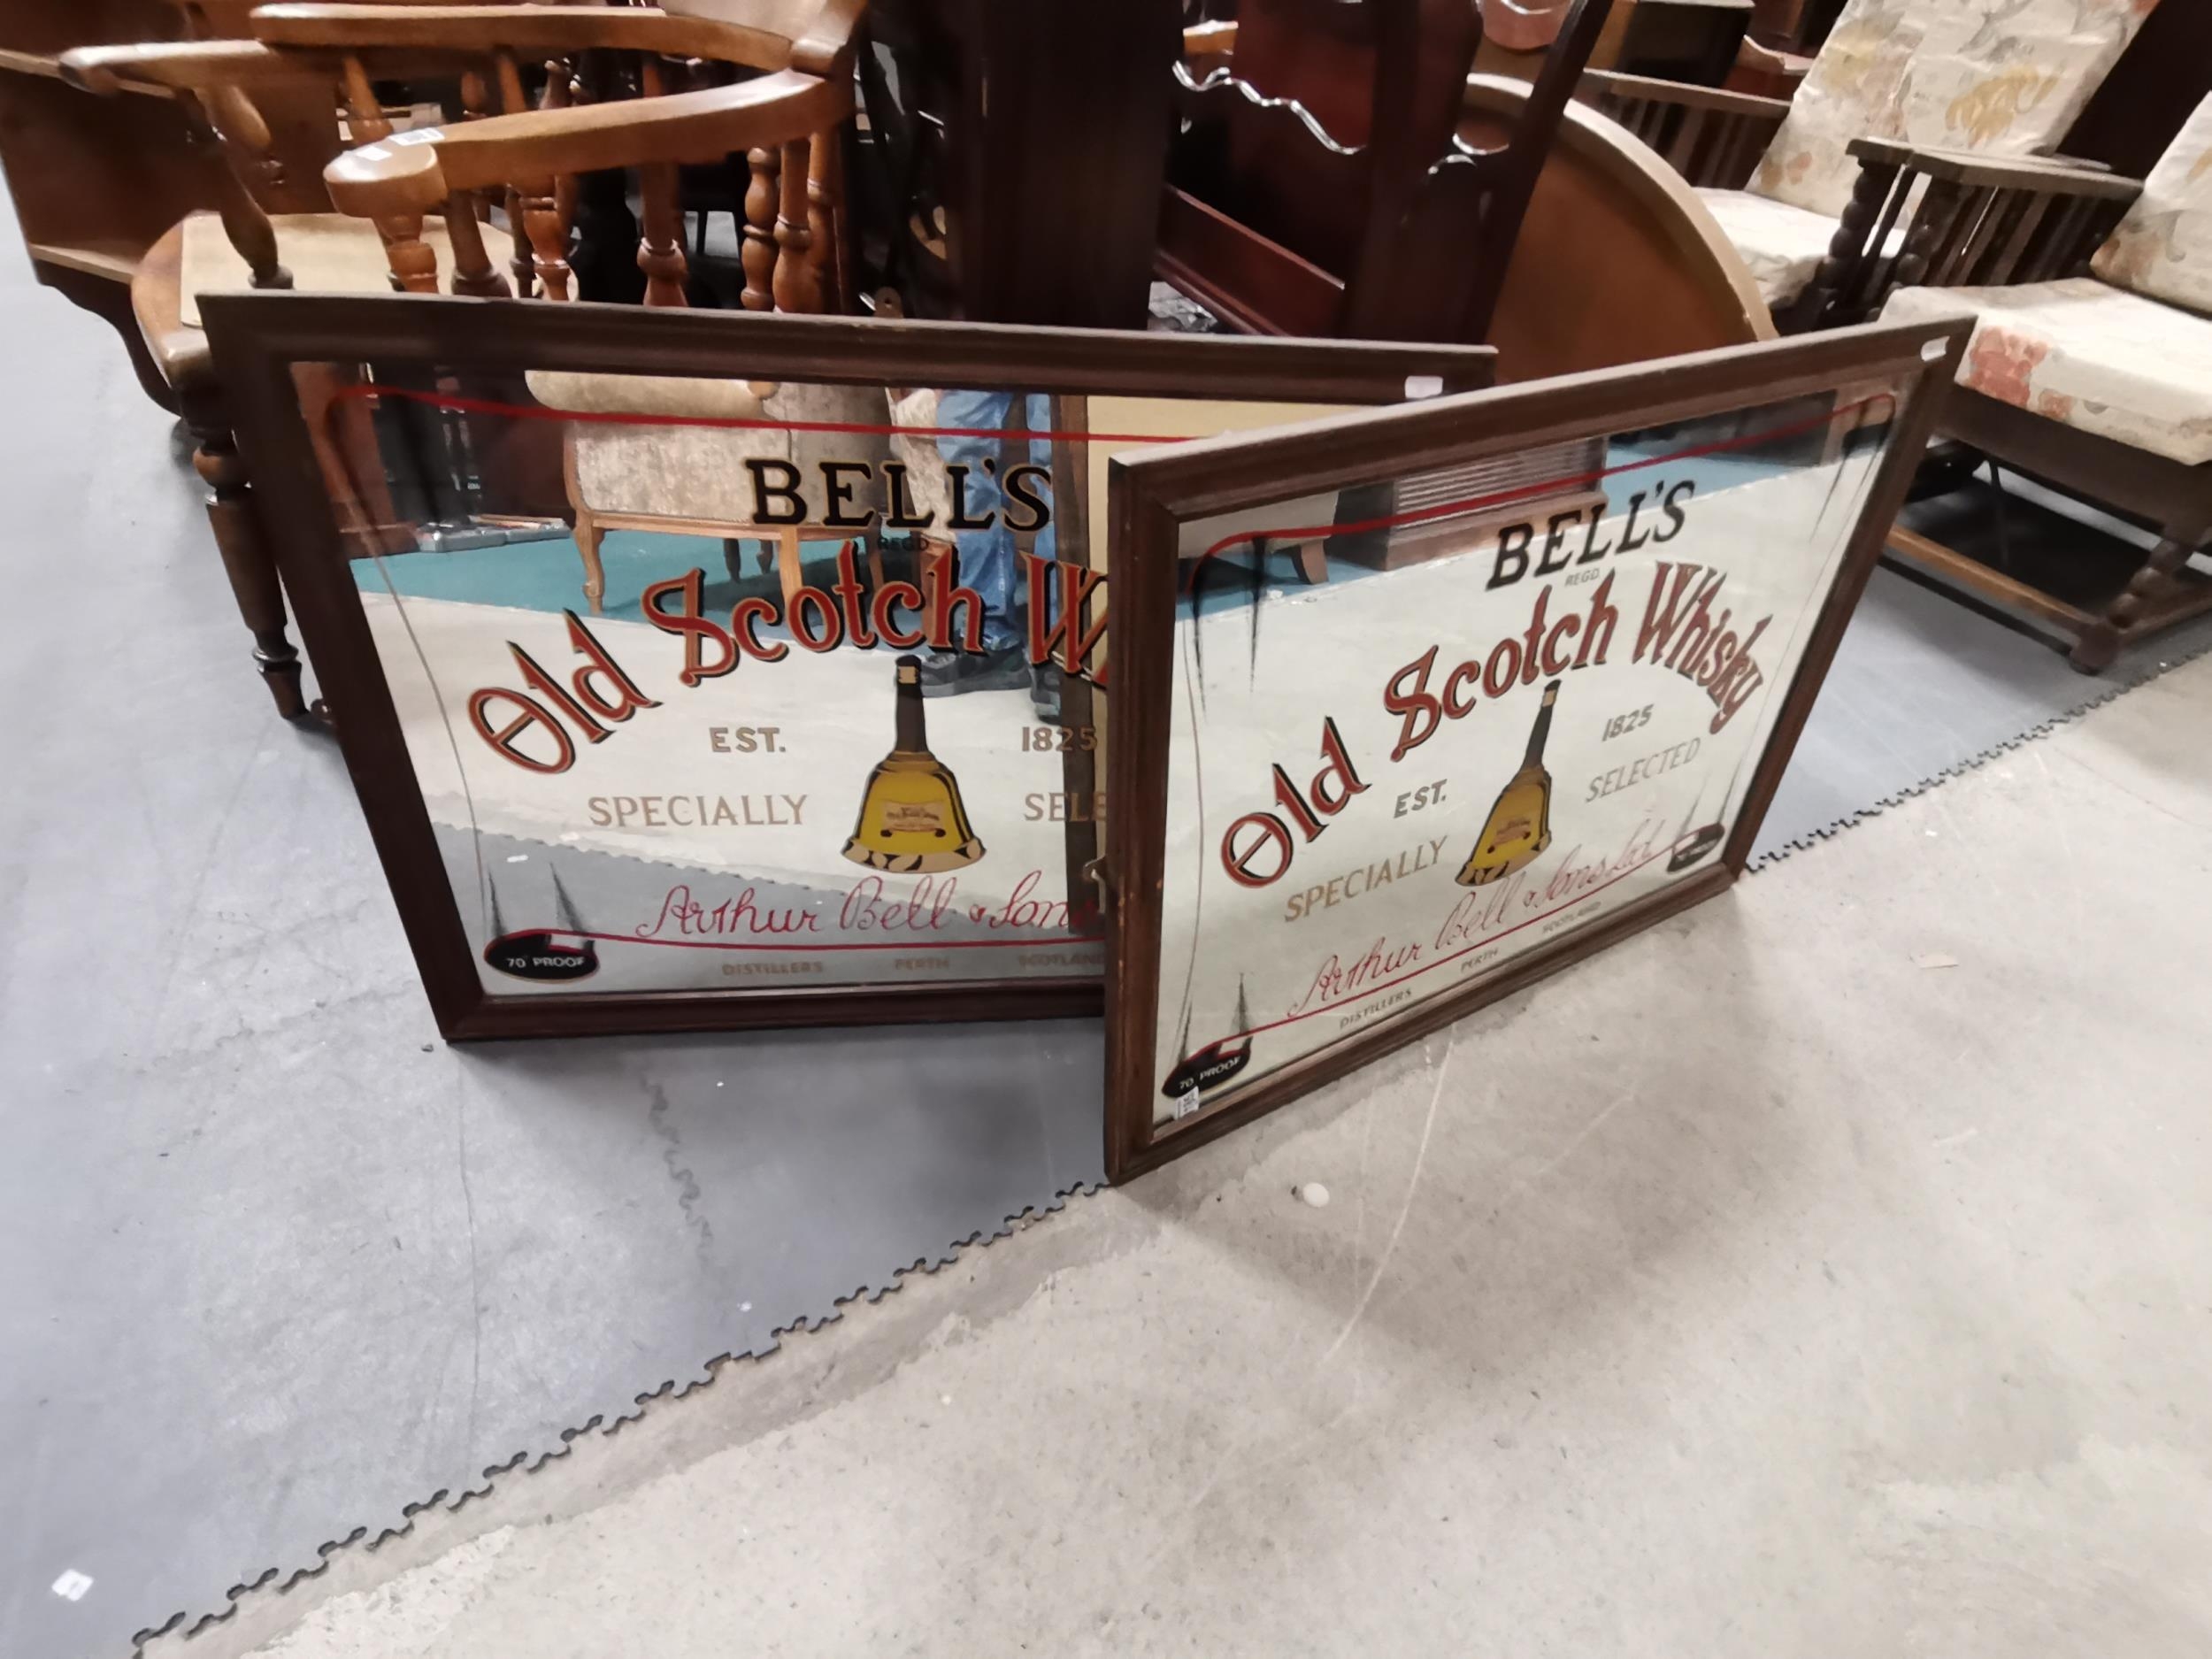 BELL'S
REGD
Old Scotch
EST. 1825
SPECIALLY SELE
Arthur Bell & Sons
70° PROOF
DISTILLERS PERTH SCOTLAND
BELL'S
REGD
Old Scotch Whisky
EST. 1825
SPECIALLY SELECTED
Arthur Bell & Sons Ltd
70° PROOF
DISTILLERS PERTH SCOTLAND